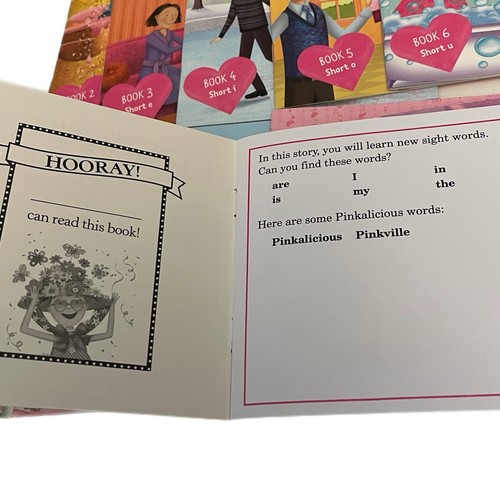 BOOK 2
BOOK 3
Short e
BOOK 4
Short i
BOOK 5
Short o
BOOK 6
Short u
HOORAY!
can read this book!
In this story, you will learn new sight words.
Can you find these words?
are I in
is my the
Here are some Pinkalicious words:
Pinkalicious Pinkville